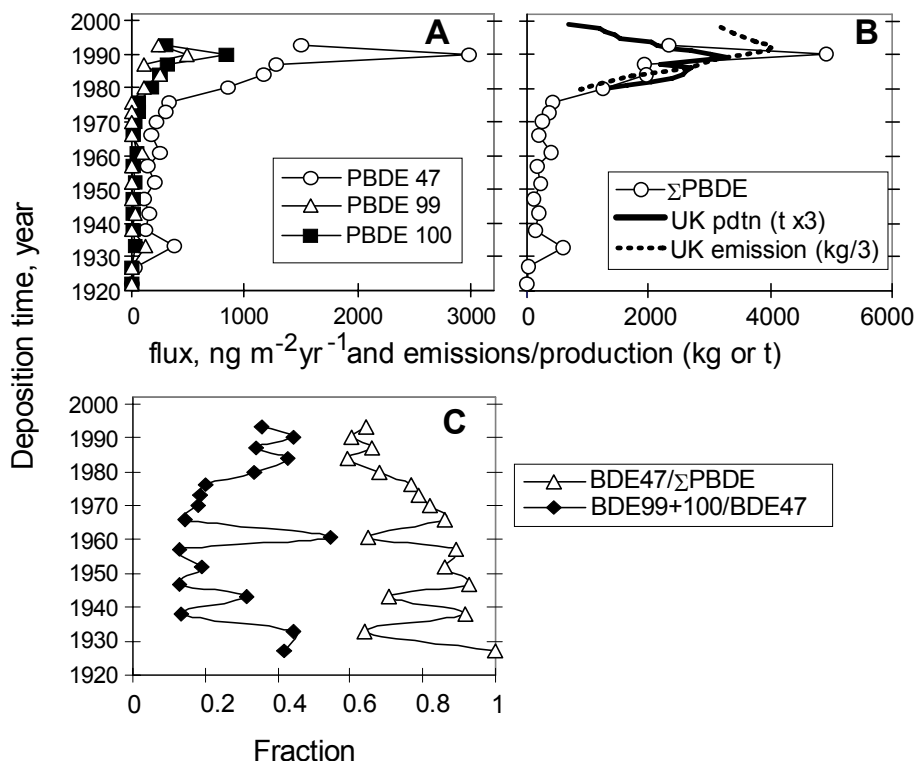 2000
1990
1980
1970
1960
1950
1940
1930
1920
A
PBDE 47
PBDE 99
PBDE 100
0 1000 2000 3000
B
ΣPBDE
UK pdtn (t x3)
UK emission (kg/3)
0 2000 4000 6000
flux, ng m⁻²yr⁻¹and emissions/production (kg or t)
Deposition time, year
2000
1990
1980
1970
1960
1950
1940
1930
1920
C
BDE47/ΣPBDE
BDE99+100/BDE47
0 0.2 0.4 0.6 0.8 1
Fraction